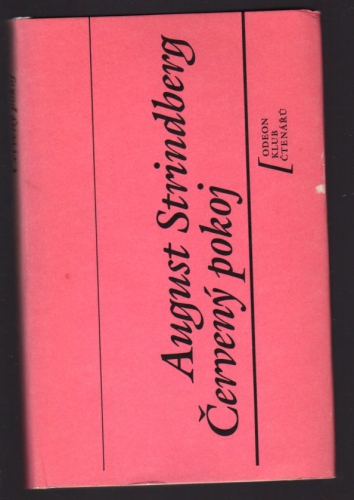 August Strindberg
Červený pokoj
ODEON
KLUB
ČTENÁŘŮ